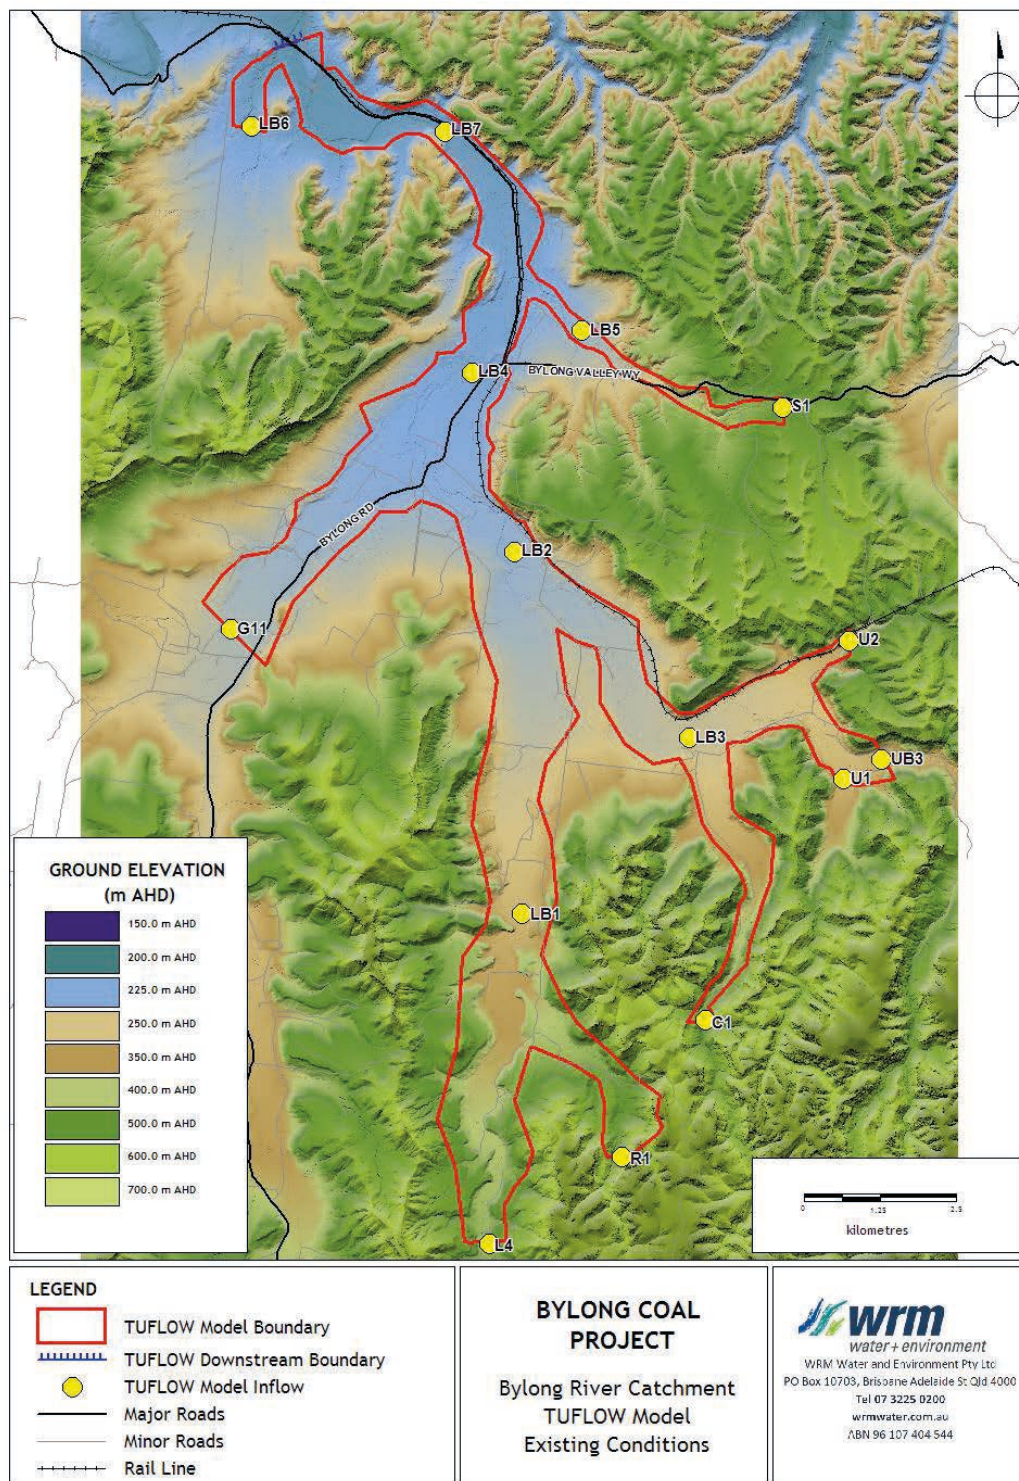 LB6
LB7
LB5
LB4
BYLONG VALLEY WY
S1
BYLONG RD
LB2
G11
U2
LB3
UB3
U1
LB1
C1
R1
L4
GROUND ELEVATION
(m AHD)
150.0 m AHD
200.0 m AHD
225.0 m AHD
250.0 m AHD
350.0 m AHD
400.0 m AHD
500.0 m AHD
600.0 m AHD
700.0 m AHD
0 1.25 2.5
kilometres
LEGEND
TUFLOW Model Boundary
TUFLOW Downstream Boundary
TUFLOW Model Inflow
Major Roads
Minor Roads
Rail Line
BYLONG COAL
PROJECT
Bylong River Catchment
TUFLOW Model
Existing Conditions
wrm
water + environment
WRM Water and Environment Pty Ltd
PO Box 10703, Brisbane Adelaide St Qld 4000
Tel 07 3225 0200
wrmwater.com.au
ABN 96 107 404 544